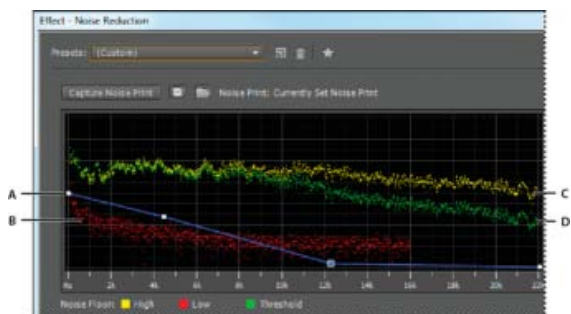 Effect - Noise Reduction
Presets: (Custom)
Capture Noise Print Noise Print: Currently Set Noise Print
A
C
B
D
Hz 2k 4k 6k 8k 10k 12k 14k 16k 18k 20k 22k
Noise Floor: High Low Threshold